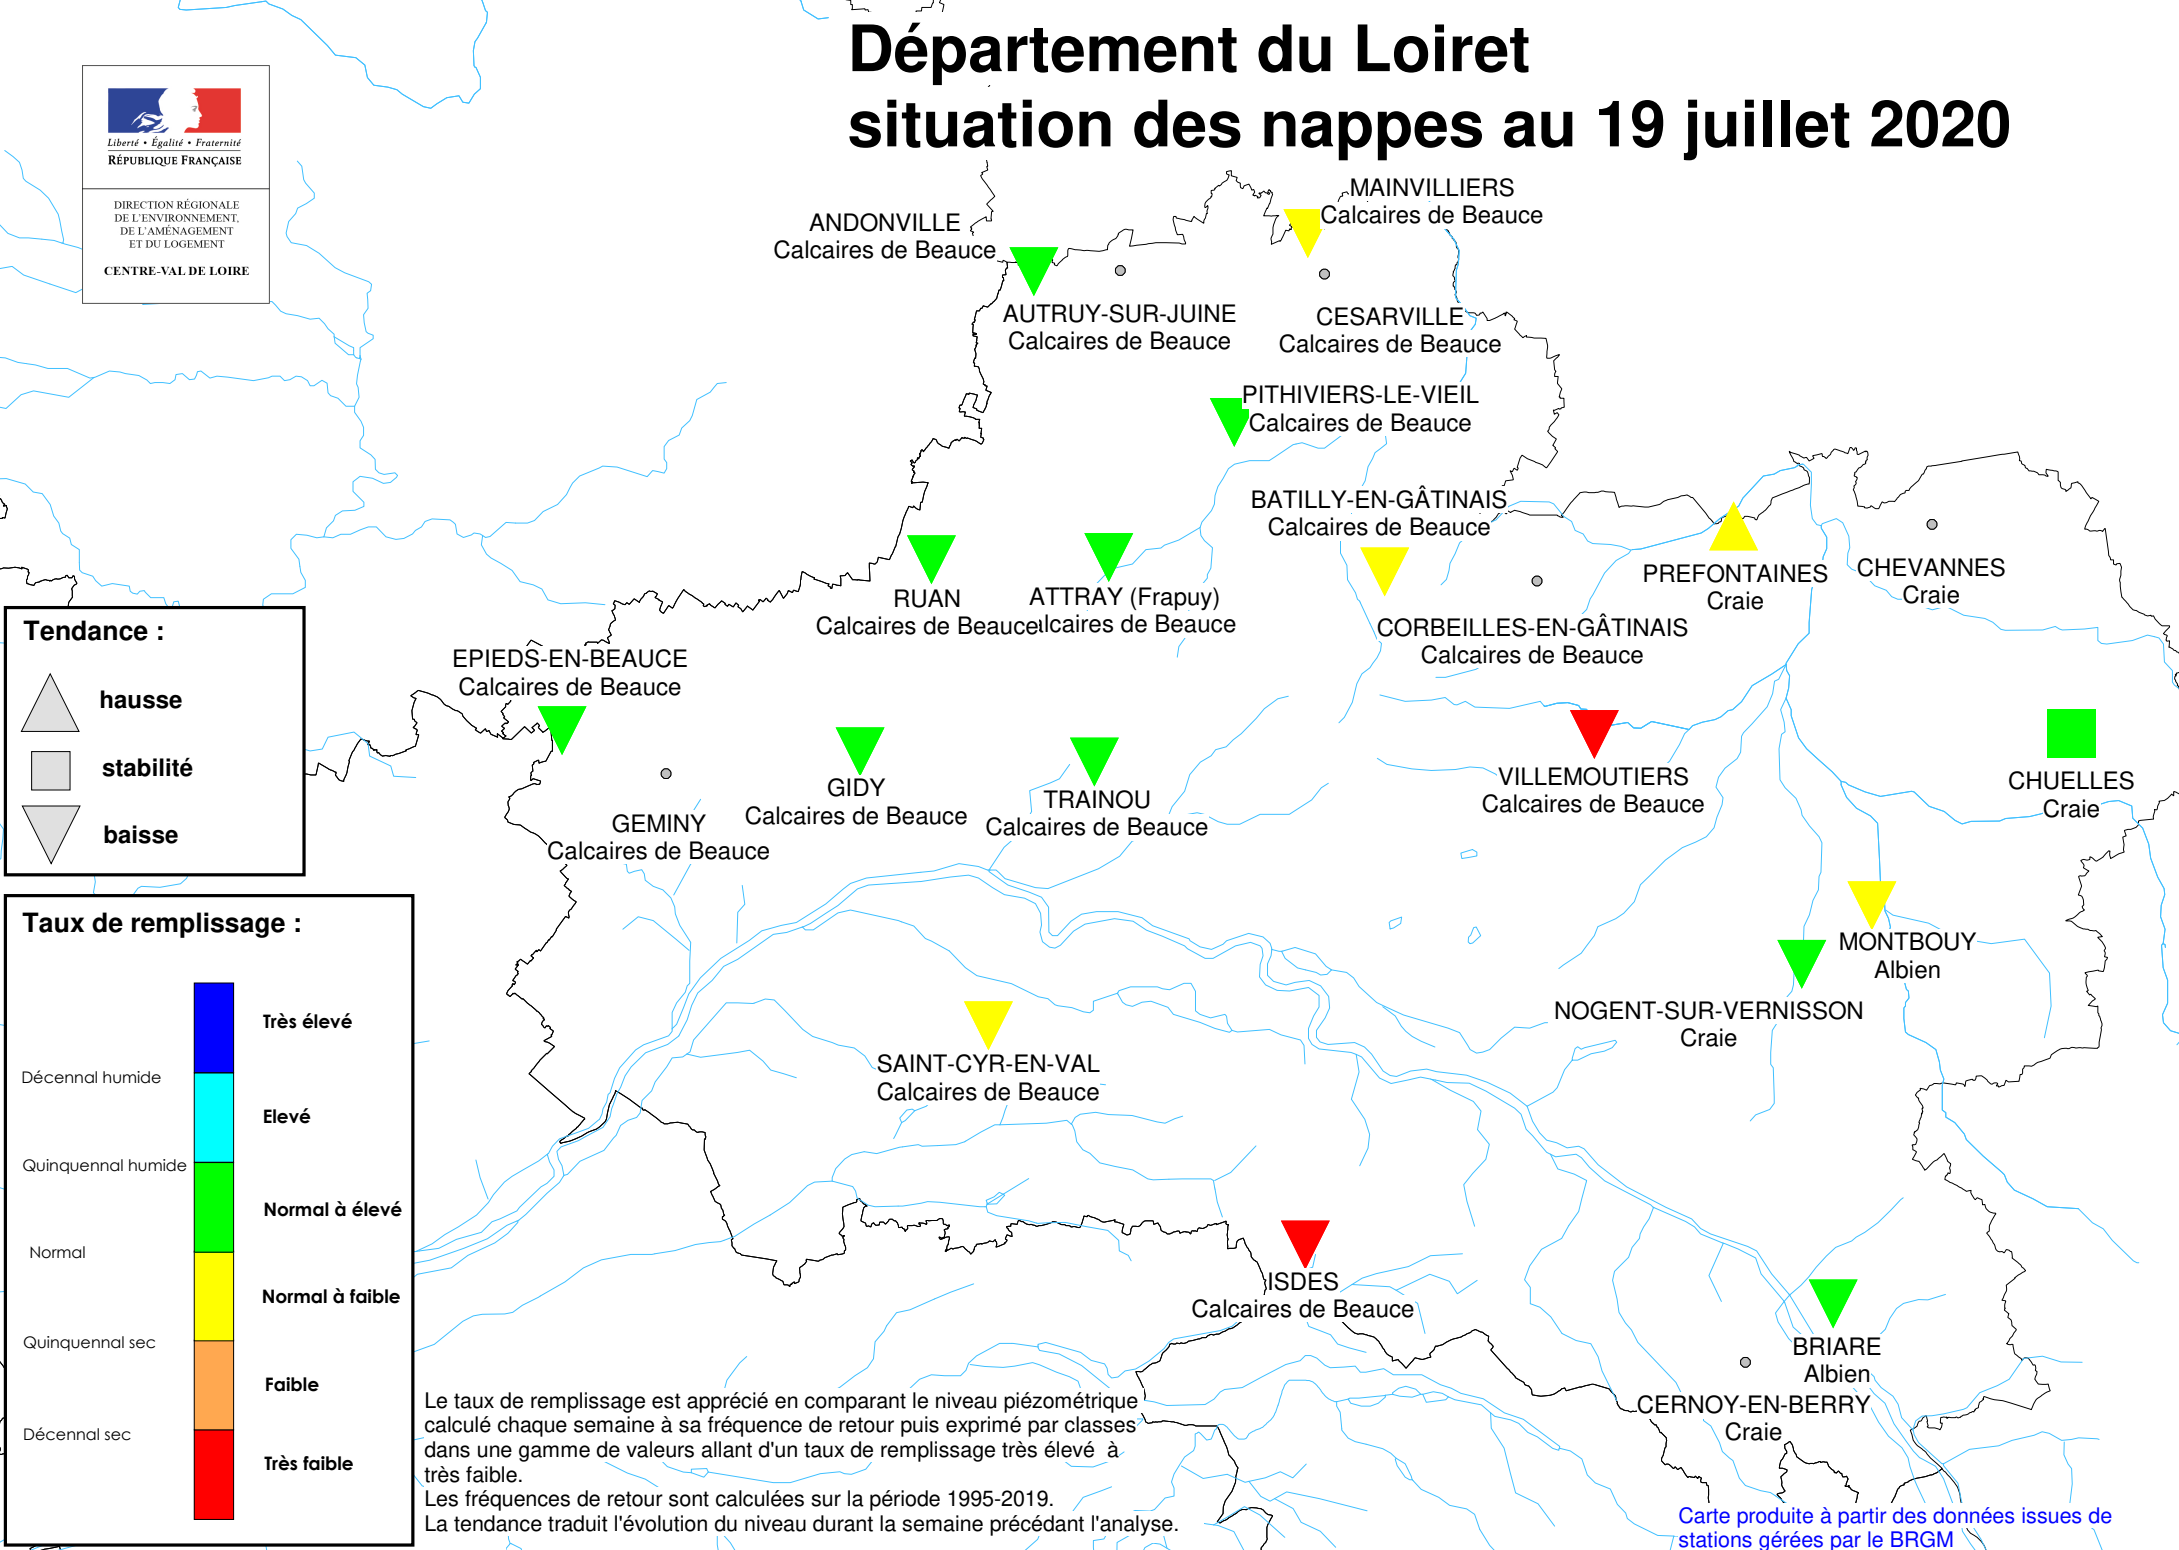 Département du Loiret
situation des nappes au 19 juillet 2020
Liberté • Égalité • Fraternité
RÉPUBLIQUE FRANÇAISE
DIRECTION RÉGIONALE
DE L'ENVIRONNEMENT,
DE L'AMÉNAGEMENT
ET DU LOGEMENT
CENTRE-VAL DE LOIRE
MAINVILLIERS
Calcaires de Beauce
ANDONVILLE
Calcaires de Beauce
AUTRUY-SUR-JUINE
Calcaires de Beauce
CESARVILLE
Calcaires de Beauce
PITHIVIERS-LE-VIEIL
Calcaires de Beauce
BATILLY-EN-GÂTINAIS
Calcaires de Beauce
PREFONTAINES
Craie
CHEVANNES
Craie
RUAN
Calcaires de Beauce
ATTRAY (Frapuy)
lcaires de Beauce
CORBEILLES-EN-GÂTINAIS
Calcaires de Beauce
EPIEDS-EN-BEAUCE
Calcaires de Beauce
GEMINY
Calcaires de Beauce
GIDY
Calcaires de Beauce
TRAINOU
Calcaires de Beauce
VILLEMOUTIERS
Calcaires de Beauce
CHUELLES
Craie
MONTBOUY
Albien
NOGENT-SUR-VERNISSON
Craie
SAINT-CYR-EN-VAL
Calcaires de Beauce
ISDES
Calcaires de Beauce
BRIARE
Albien
CERNOY-EN-BERRY
Craie
Tendance :
hausse
stabilité
baisse
Taux de remplissage :
Très élevé
Décennal humide
Elevé
Quinquennal humide
Normal à élevé
Normal
Normal à faible
Quinquennal sec
Faible
Décennal sec
Très faible
Le taux de remplissage est apprécié en comparant le niveau piézométrique
calculé chaque semaine à sa fréquence de retour puis exprimé par classes
dans une gamme de valeurs allant d'un taux de remplissage très élevé à
très faible.
Les fréquences de retour sont calculées sur la période 1995-2019.
La tendance traduit l'évolution du niveau durant la semaine précédant l'analyse.
Carte produite à partir des données issues de
stations gérées par le BRGM